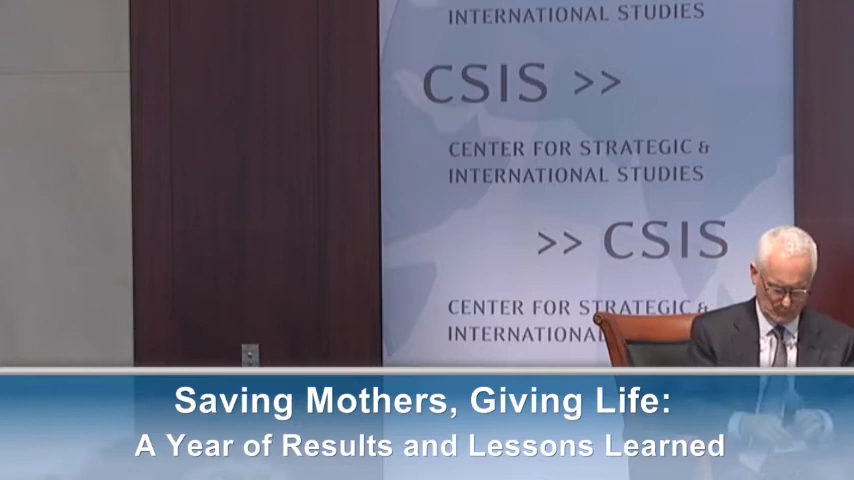 INTERNATIONAL STUDIES
CSIS >>
CENTER FOR STRATEGIC &
INTERNATIONAL STUDIES
>> CSIS
CENTER FOR STRATEGIC &
INTERNATIONAL
Saving Mothers, Giving Life:
A Year of Results and Lessons Learned